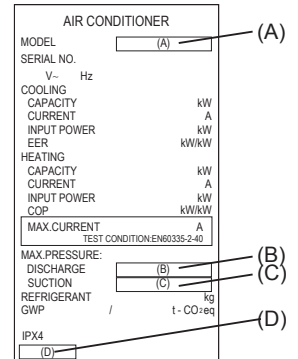 AIR CONDITIONER
MODEL (A) (A)
SERIAL NO.
V~ Hz
COOLING
CAPACITY kW
CURRENT A
INPUT POWER kW
EER kW/kW
HEATING
CAPACITY kW
CURRENT A
INPUT POWER kW
COP kW/kW
MAX.CURRENT A
TEST CONDITION:EN60335-2-40
MAX.PRESSURE:
DISCHARGE (B) (B)
SUCTION (C) (C)
REFRIGERANT kg
GWP / t - CO2eq
(D)
IPX4
(D)